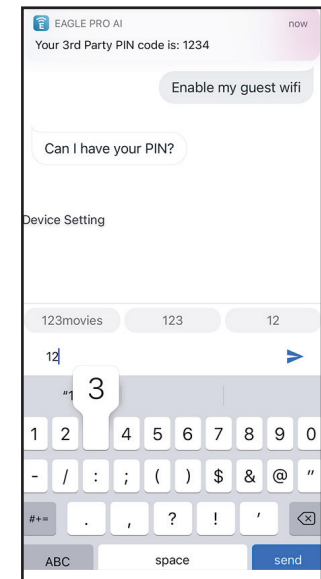 EAGLE PRO AI now
Your 3rd Party PIN code is: 1234
Enable my guest wifi
Can I have your PIN?
Device Setting
123movies 123 12
12
"1
3
1 2 4 5 6 7 8 9 0
- / : ; ( ) $ & @ "
#+= . , ? ! '
ABC space send